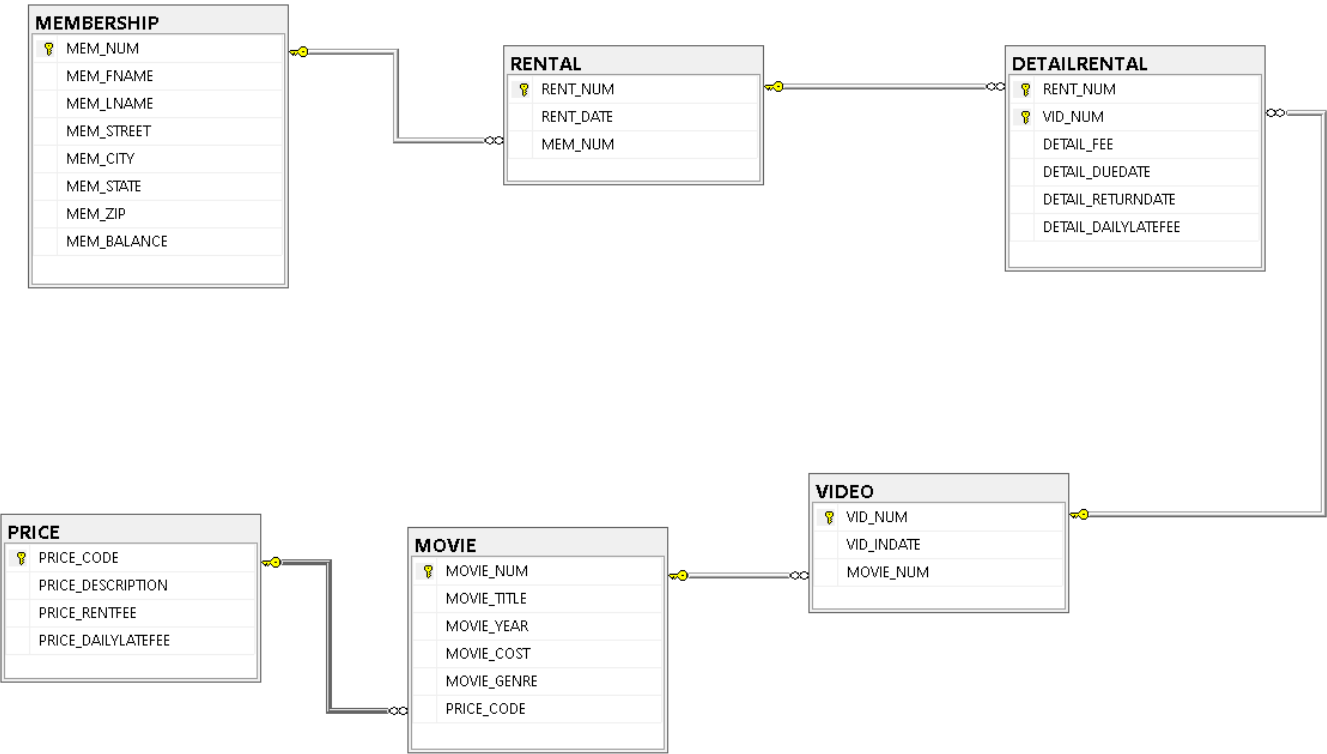 MEMBERSHIP
MEM_NUM
MEM_FNAME
MEM_LNAME
MEM_STREET
MEM_CITY
MEM_STATE
MEM_ZIP
MEM_BALANCE
RENTAL
RENT_NUM
RENT_DATE
MEM_NUM
DETAILRENTAL
RENT_NUM
VID_NUM
DETAIL_FEE
DETAIL_DUEDATE
DETAIL_RETURNDATE
DETAIL_DAILYLATEFEE
PRICE
PRICE_CODE
PRICE_DESCRIPTION
PRICE_RENTFEE
PRICE_DAILYLATEFEE
MOVIE
MOVIE_NUM
MOVIE_TITLE
MOVIE_YEAR
MOVIE_COST
MOVIE_GENRE
PRICE_CODE
VIDEO
VID_NUM
VID_INDATE
MOVIE_NUM